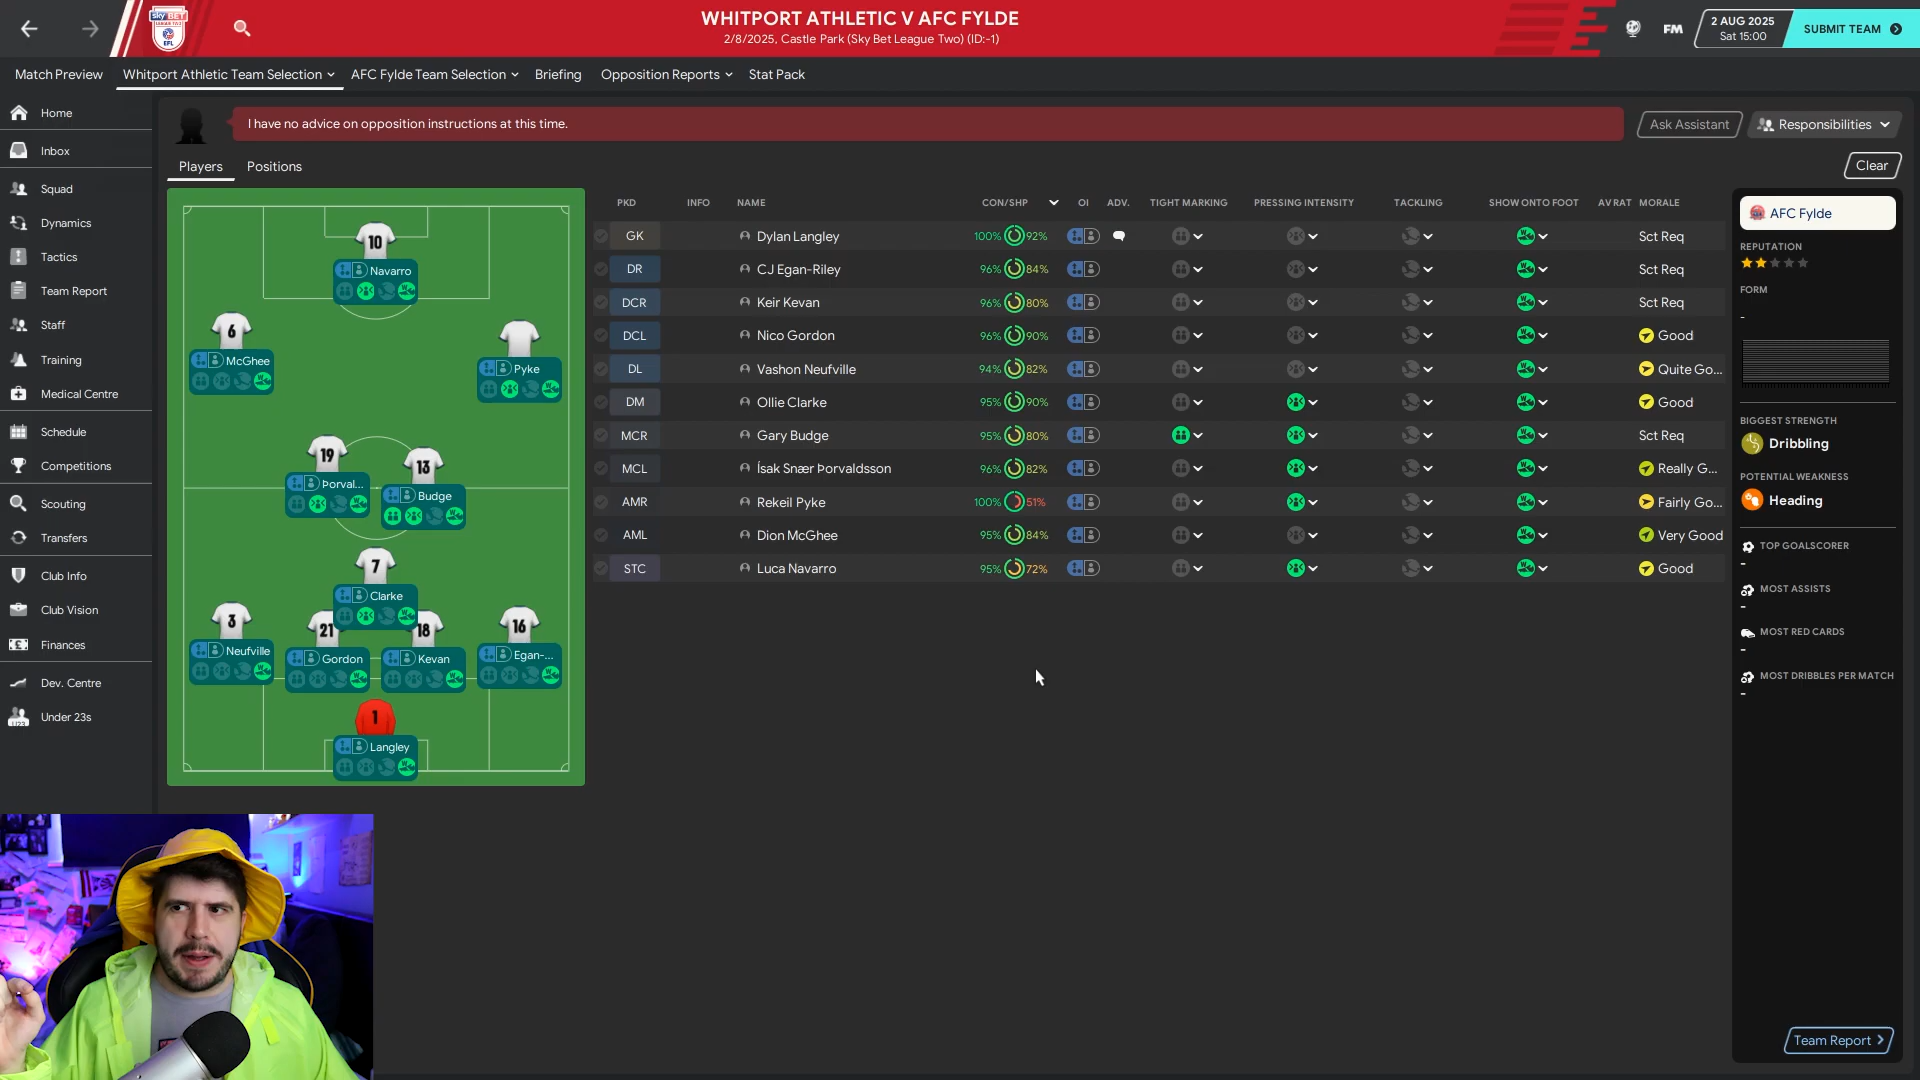 WHITPORT ATHLETIC V AFC FYLDE
2/8/2025, Castle Park (Sky Bet League Two) (ID:-1)
sky BET
EFL
FM
2 AUG 2025
Sat 15:00
SUBMIT TEAM
Match Preview
Whitport Athletic Team Selection
AFC Fylde Team Selection
Briefing
Opposition Reports
Stat Pack
Home
Inbox
Squad
Dynamics
Tactics
Team Report
Staff
Training
Medical Centre
Schedule
Competitions
Scouting
Transfers
Club Info
Club Vision
Finances
Dev. Centre
Under 23s
U23
I have no advice on opposition instructions at this time.
Ask Assistant
Responsibilities
Players
Positions
Clear
10
Navarro
6
McGhee
Pyke
19
Þorval...
13
Budge
7
Clarke
3
Neufville
21
Gordon
18
Kevan
16
Egan-...
1
Langley
PKD INFO NAME CON/SHP OI ADV. TIGHT MARKING PRESSING INTENSITY TACKLING SHOW ONTO FOOT AV RAT MORALE
GK Dylan Langley 100% 92% Sct Req
DR CJ Egan-Riley 96% 84% Sct Req
DCR Keir Kevan 96% 80% Sct Req
DCL Nico Gordon 96% 90% Good
DL Vashon Neufville 94% 82% Quite Go...
DM Ollie Clarke 95% 90% Good
MCR Gary Budge 95% 80% Sct Req
MCL Ísak Snær Þorvaldsson 96% 82% Really G...
AMR Rekeil Pyke 100% 51% Fairly Go...
AML Dion McGhee 95% 84% Very Good
STC Luca Navarro 95% 72% Good
AFC Fylde
REPUTATION
FORM
-
BIGGEST STRENGTH
Dribbling
POTENTIAL WEAKNESS
Heading
TOP GOALSCORER
-
MOST ASSISTS
-
MOST RED CARDS
-
MOST DRIBBLES PER MATCH
-
Team Report